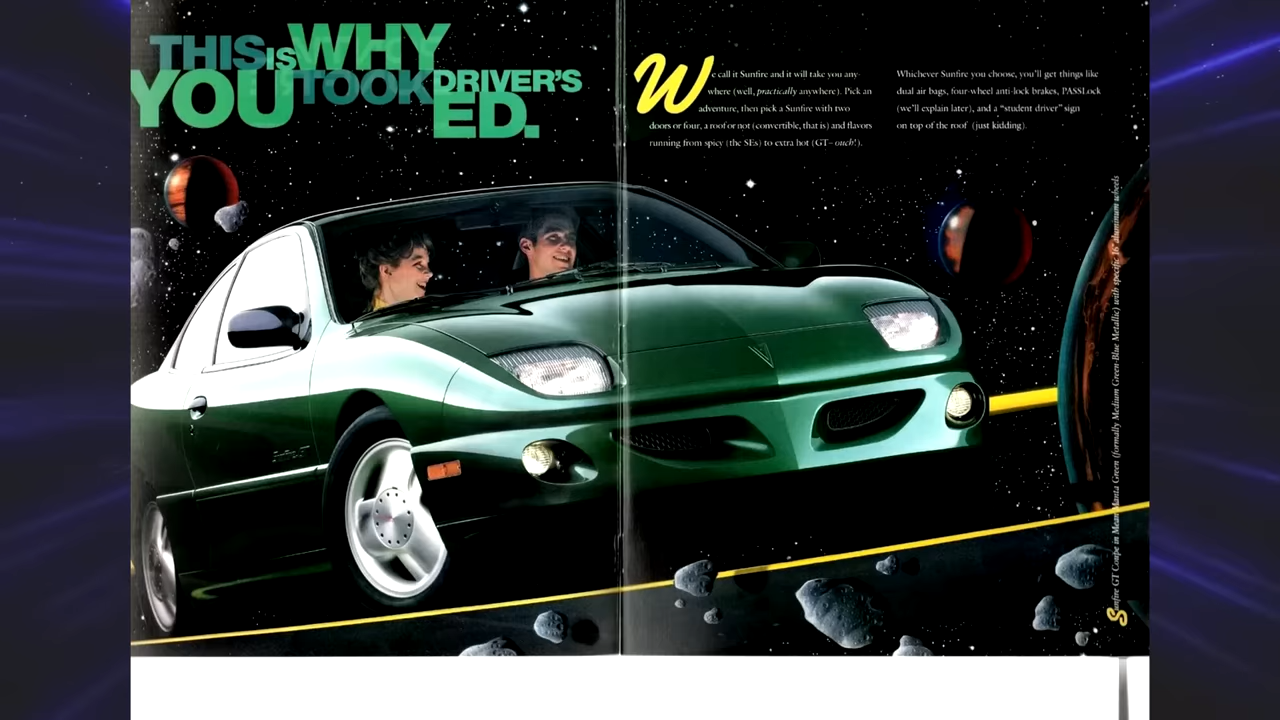 THIS IS WHY
YOU TOOK DRIVER'S
ED.
We call it Sunfire and it will take you any-
where (well, practically anywhere). Pick an
adventure, then pick a Sunfire with two
doors or four, a roof or not (convertible, that is) and flavors
running from spicy (the SEs) to extra hot (GT–ouch!).
Whichever Sunfire you choose, you'll get things like
dual air bags, four-wheel anti-lock brakes, PASSLock
(we'll explain later), and a “student driver” sign
on top of the roof (just kidding).
Sunfire GT Coupe in Mean Manta Green (formally Medium Green-Blue Metallic) with specific 16" aluminum wheels